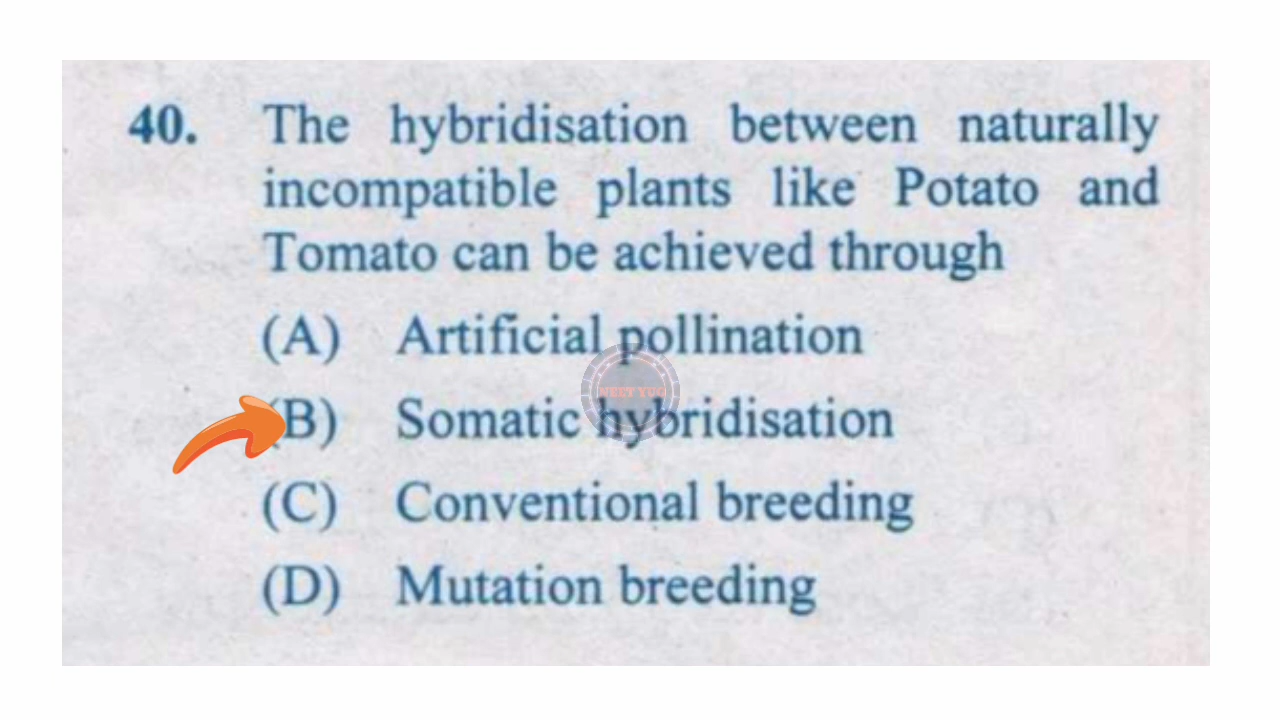 40. The hybridisation between naturally
incompatible plants like Potato and
Tomato can be achieved through
(A) Artificial pollination
(B) Somatic hybridisation
(C) Conventional breeding
(D) Mutation breeding